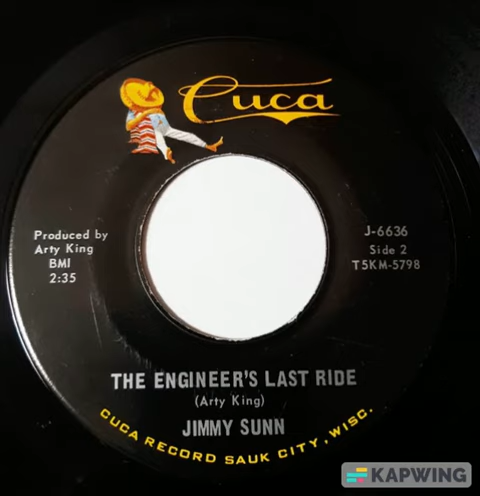 Cuca
Produced by
Arty King
BMI
2:35
J-6636
Side 2
T5KM-5798
THE ENGINEER'S LAST RIDE
(Arty King)
JIMMY SUNN
CUCA RECORD SAUK CITY, WISC.
KAPWING